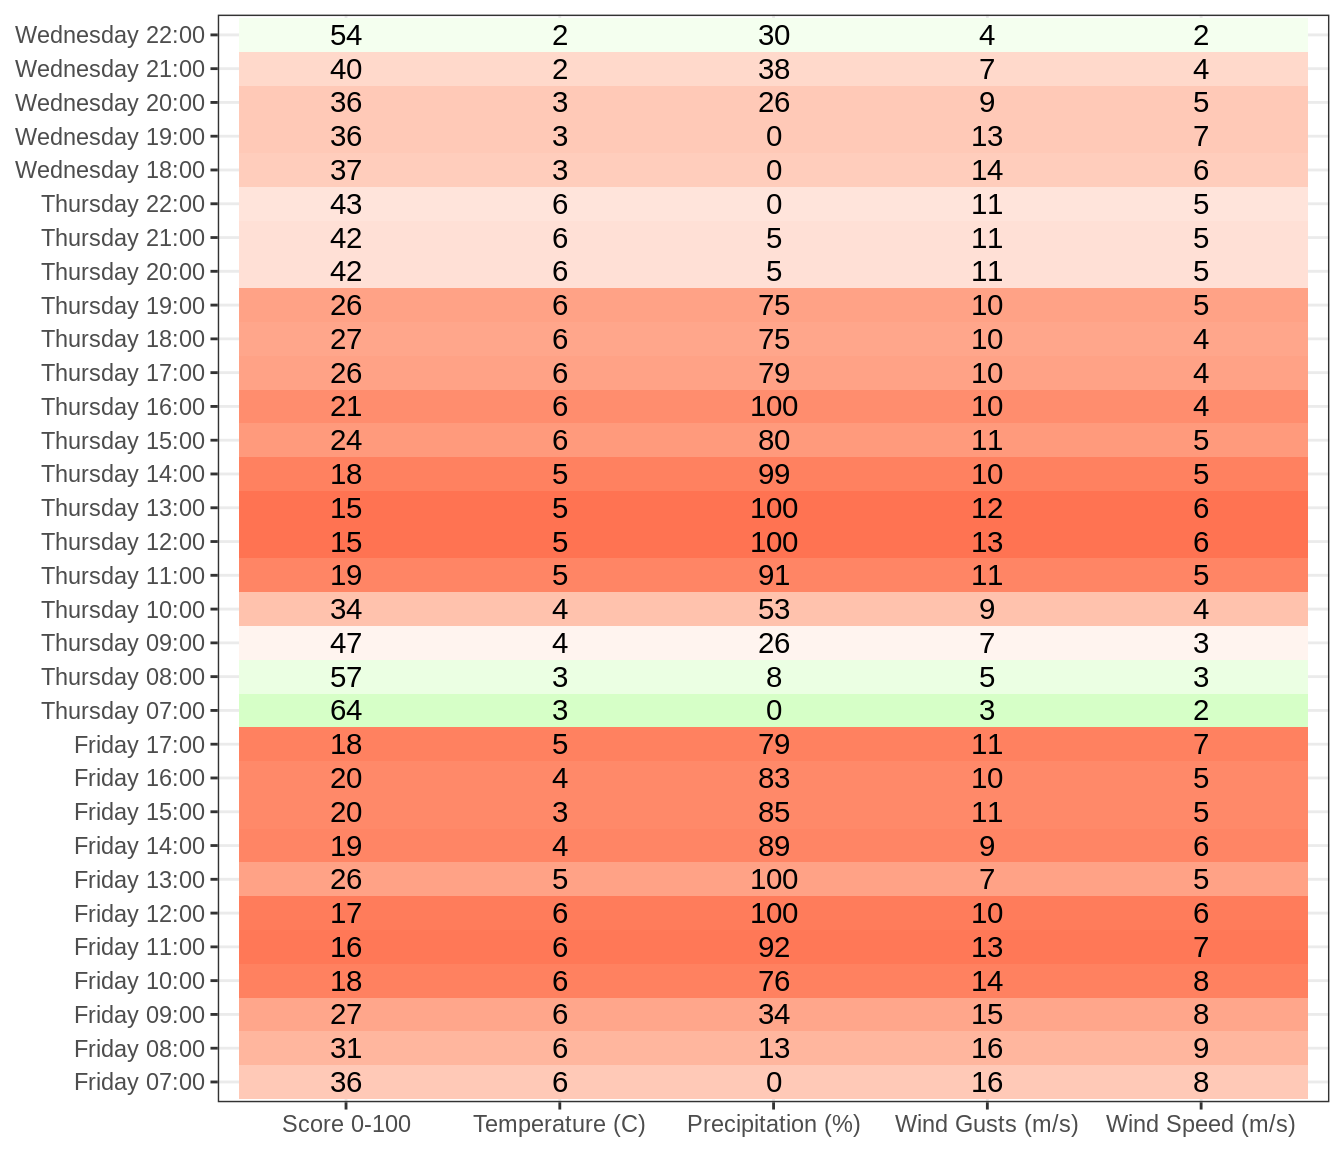 Wednesday 22:00 54 2 30 4 2
Wednesday 21:00 40 2 38 7 4
Wednesday 20:00 36 3 26 9 5
Wednesday 19:00 36 3 0 13 7
Wednesday 18:00 37 3 0 14 6
Thursday 22:00 43 6 0 11 5
Thursday 21:00 42 6 5 11 5
Thursday 20:00 42 6 5 11 5
Thursday 19:00 26 6 75 10 5
Thursday 18:00 27 6 75 10 4
Thursday 17:00 26 6 79 10 4
Thursday 16:00 21 6 100 10 4
Thursday 15:00 24 6 80 11 5
Thursday 14:00 18 5 99 10 5
Thursday 13:00 15 5 100 12 6
Thursday 12:00 15 5 100 13 6
Thursday 11:00 19 5 91 11 5
Thursday 10:00 34 4 53 9 4
Thursday 09:00 47 4 26 7 3
Thursday 08:00 57 3 8 5 3
Thursday 07:00 64 3 0 3 2
Friday 17:00 18 5 79 11 7
Friday 16:00 20 4 83 10 5
Friday 15:00 20 3 85 11 5
Friday 14:00 19 4 89 9 6
Friday 13:00 26 5 100 7 5
Friday 12:00 17 6 100 10 6
Friday 11:00 16 6 92 13 7
Friday 10:00 18 6 76 14 8
Friday 09:00 27 6 34 15 8
Friday 08:00 31 6 13 16 9
Friday 07:00 36 6 0 16 8
Score 0-100 Temperature (C) Precipitation (%) Wind Gusts (m/s) Wind Speed (m/s)